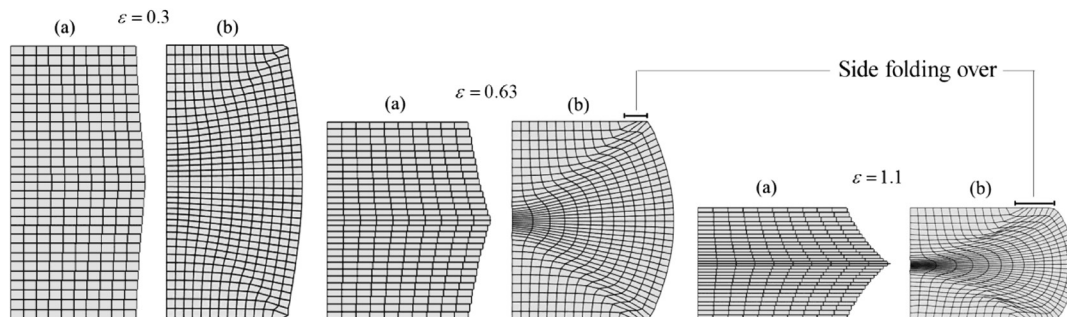 (a) ε = 0.3 (b)
Side folding over
(a) ε = 0.63 (b)
(a) ε = 1.1 (b)